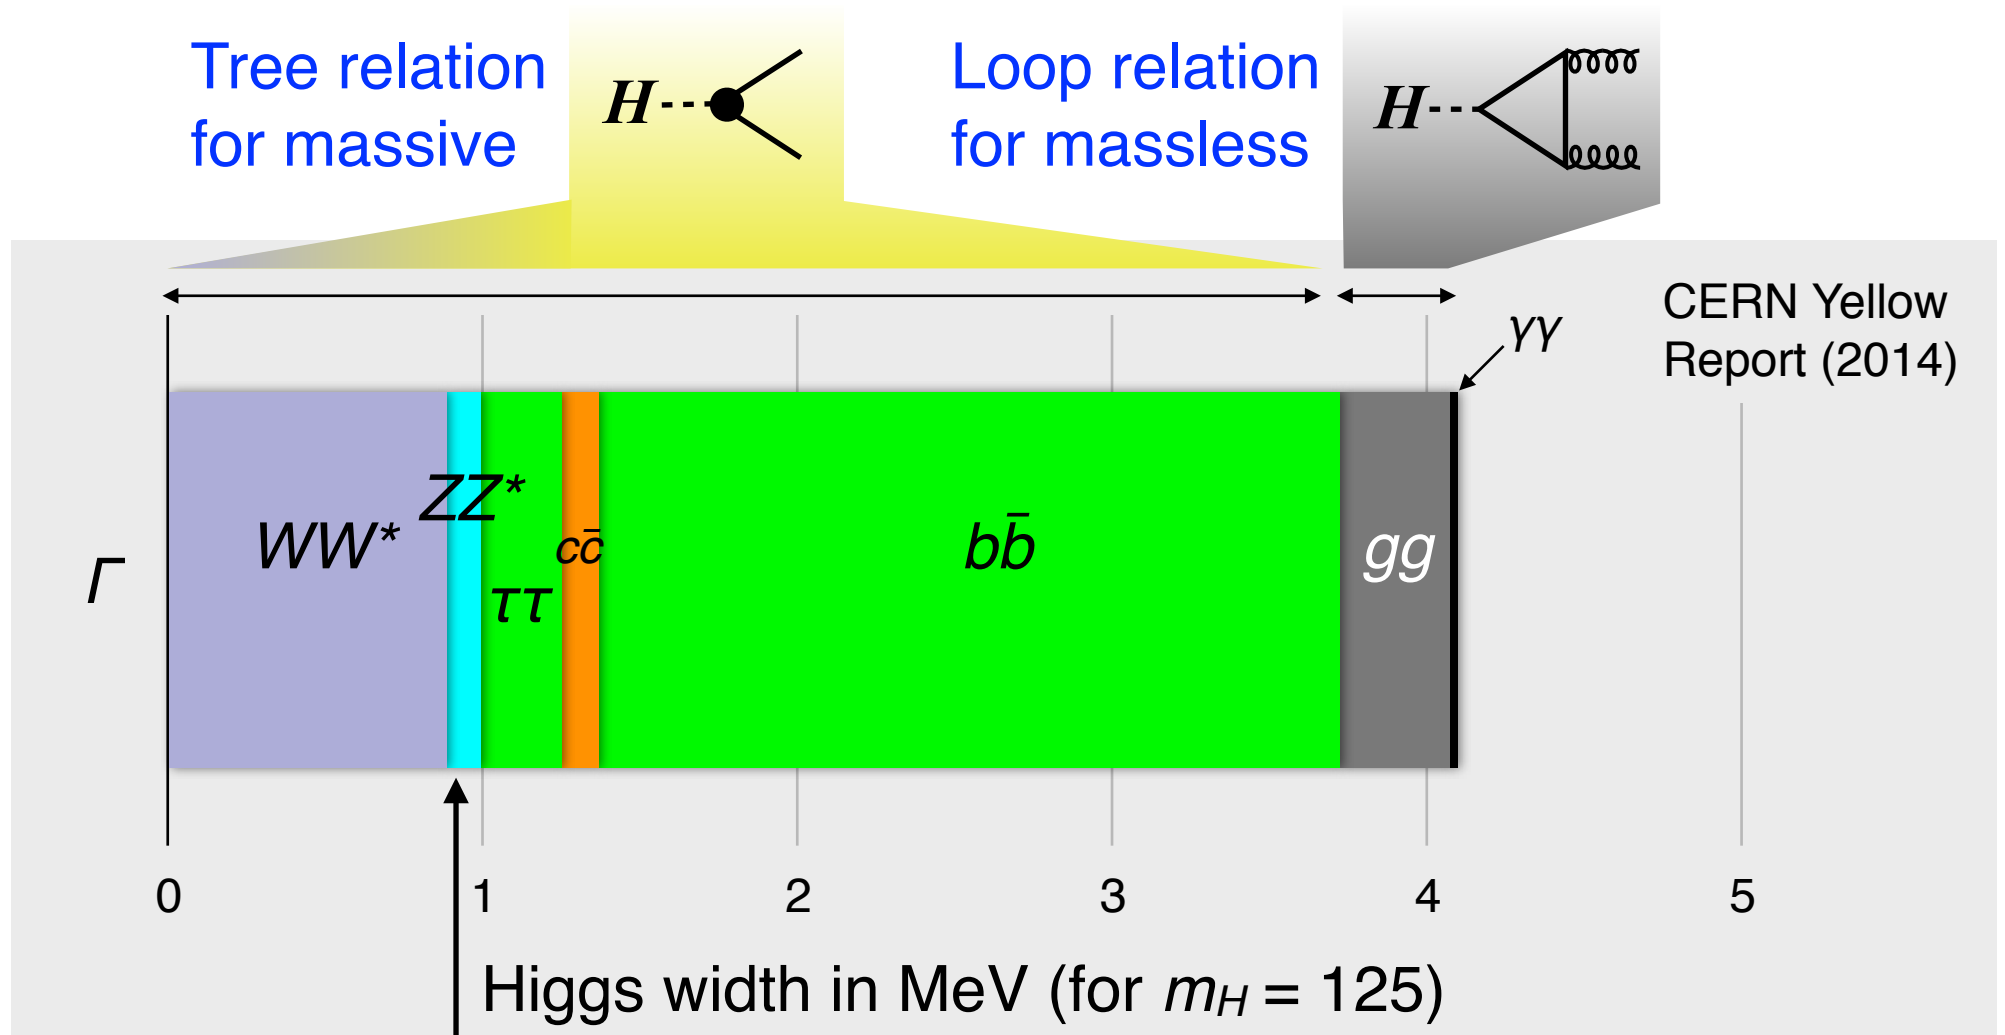 Tree relation
for massive
H
Loop relation
for massless
H
CERN Yellow
Report (2014)
γγ
WW*
ZZ*
ττ
cc̄
bb̄
gg
Γ
0 1 2 3 4 5
Higgs width in MeV (for m_H = 125)